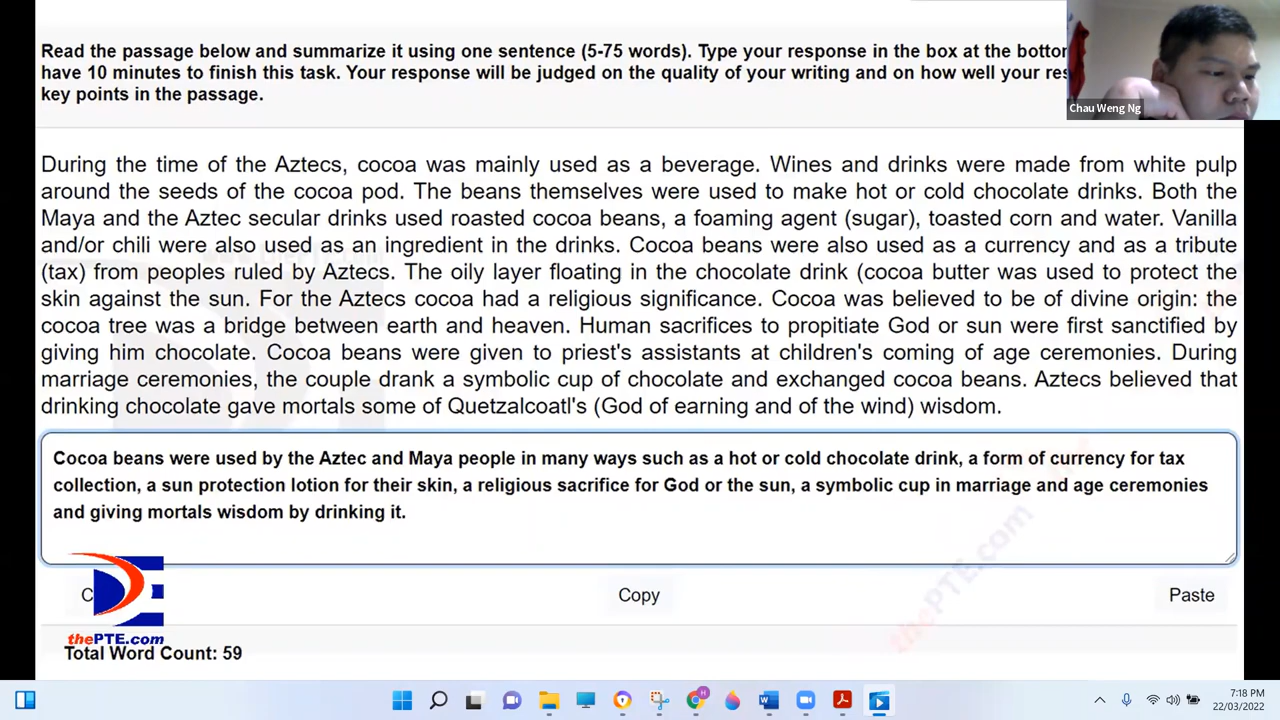 Read the passage below and summarize it using one sentence (5-75 words). Type your response in the box at the
have 10 minutes to finish this task. Your response will be judged on the quality of your writing and on how well your
key points in the passage.
Chau Weng Ng
During the time of the Aztecs, cocoa was mainly used as a beverage. Wines and drinks were made from white pulp
around the seeds of the cocoa pod. The beans themselves were used to make hot or cold chocolate drinks. Both the
Maya and the Aztec secular drinks used roasted cocoa beans, a foaming agent (sugar), toasted corn and water. Vanilla
and/or chili were also used as an ingredient in the drinks. Cocoa beans were also used as a currency and as a tribute
(tax) from peoples ruled by Aztecs. The oily layer floating in the chocolate drink (cocoa butter was used to protect the
skin against the sun. For the Aztecs cocoa had a religious significance. Cocoa was believed to be of divine origin: the
cocoa tree was a bridge between earth and heaven. Human sacrifices to propitiate God or sun were first sanctified by
giving him chocolate. Cocoa beans were given to priest's assistants at children's coming of age ceremonies. During
marriage ceremonies, the couple drank a symbolic cup of chocolate and exchanged cocoa beans. Aztecs believed that
drinking chocolate gave mortals some of Quetzalcoatl's (God of earning and of the wind) wisdom.
Cocoa beans were used by the Aztec and Maya people in many ways such as a hot or cold chocolate drink, a form of currency for tax
collection, a sun protection lotion for their skin, a religious sacrifice for God or the sun, a symbolic cup in marriage and age ceremonies
and giving mortals wisdom by drinking it.
Copy
Paste
thePTE.com
thePTE.com
Total Word Count: 59
7:18 PM
22/03/2022